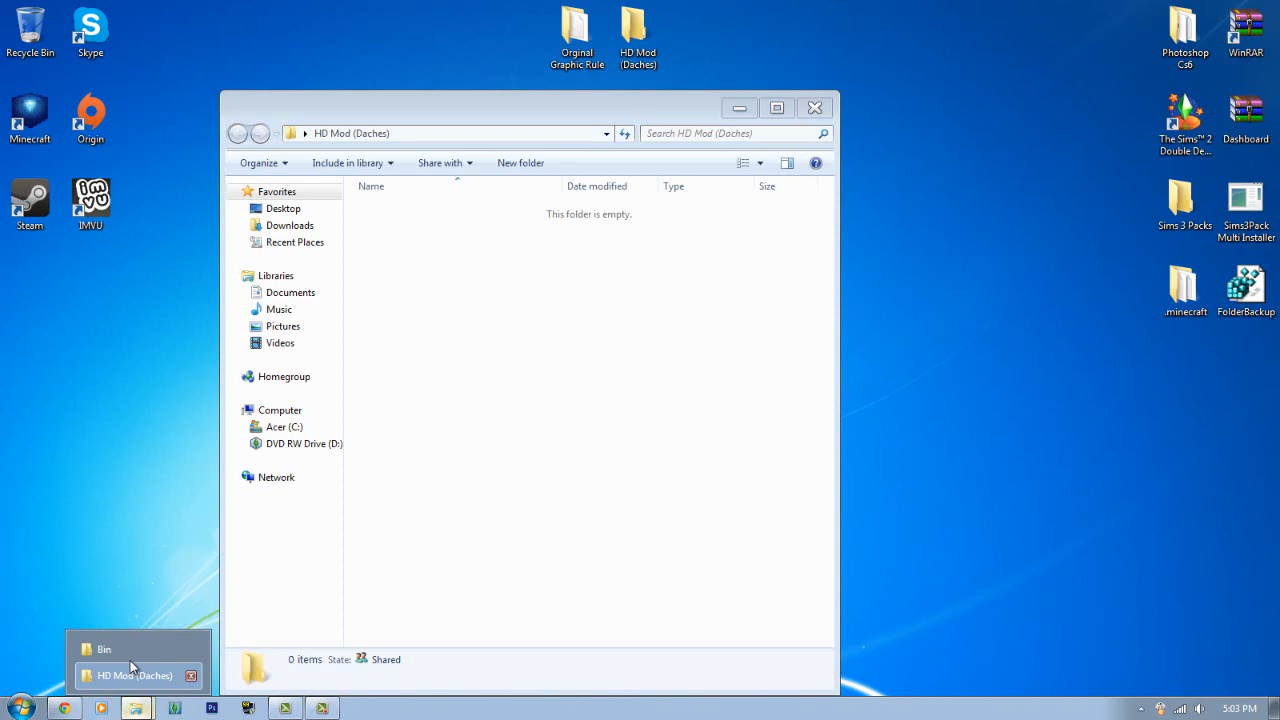 Recycle Bin
Skype
Orginal
Graphic Rule
HD Mod
(Daches)
Photoshop
Cs6
WinRAR
Minecraft
Origin
The Sims™ 2
Double De...
Dashboard
Steam
IMVU
imvu
Sims 3 Packs
Sims3Pack
Multi Installer
.minecraft
FolderBackup
HD Mod (Daches)
Search HD Mod (Daches)
Organize
Include in library
Share with
New folder
Name
Date modified
Type
Size
This folder is empty.
Favorites
Desktop
Downloads
Recent Places
Libraries
Documents
Music
Pictures
Videos
Homegroup
Computer
Acer (C:)
DVD RW Drive (D:)
Network
0 items State: Shared
Bin
HD Mod (Daches)
Ps
5:03 PM